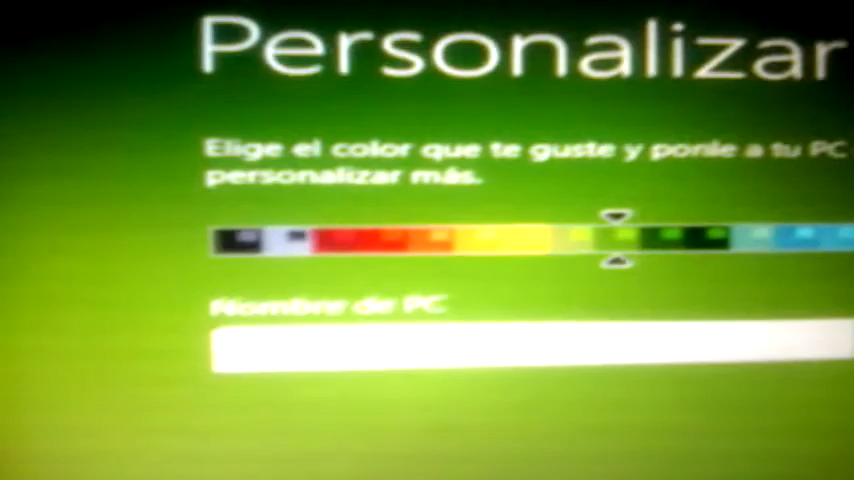 Personalizar
Elige el color que te guste y ponle a tu PC
personalizar más.
Nombre de PC